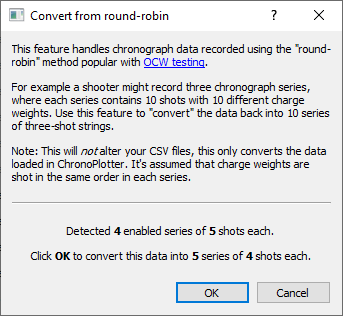 Convert from round-robin
?
This feature handles chronograph data recorded using the "round-
robin" method popular with OCW testing.
For example a shooter might record three chronograph series,
where each series contains 10 shots with 10 different charge
weights. Use this feature to "convert" the data back into 10 series
of three-shot strings.
Note: This will not alter your CSV files, this only converts the data
loaded in ChronoPlotter. It's assumed that charge weights are
shot in the same order in each series.
Detected 4 enabled series of 5 shots each.
Click OK to convert this data into 5 series of 4 shots each.
OK
Cancel